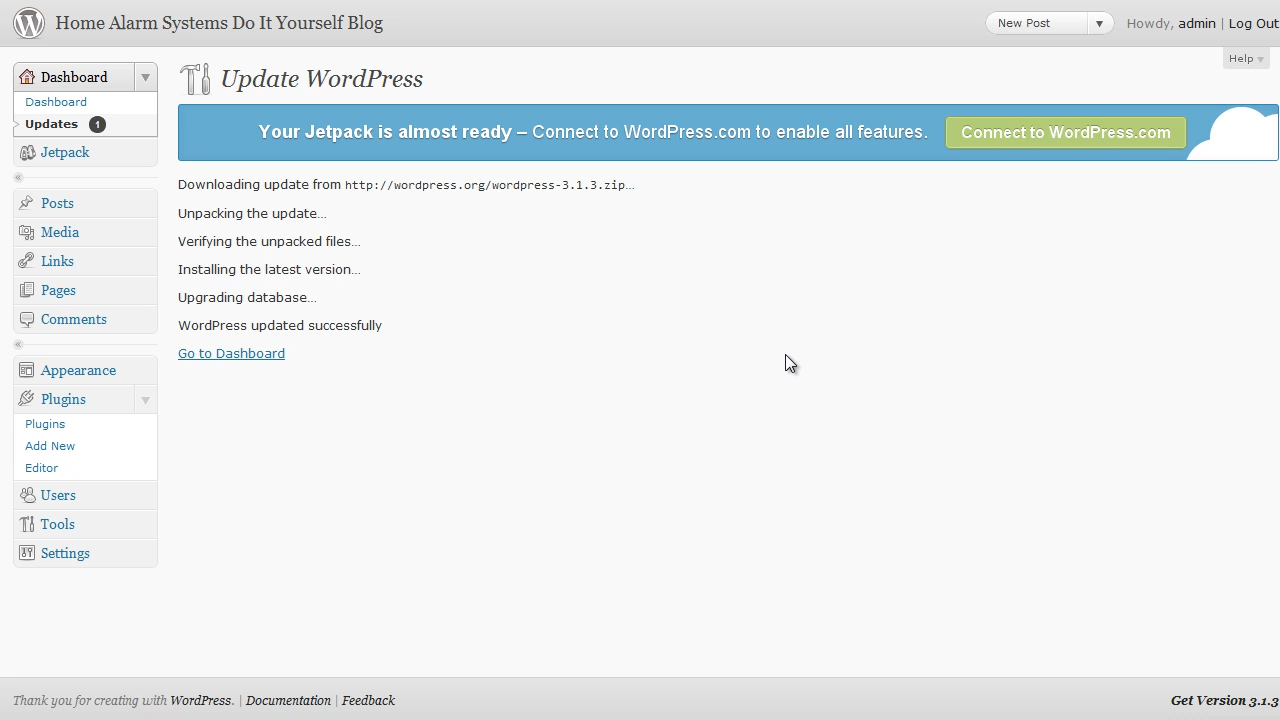 Home Alarm Systems Do It Yourself Blog
New Post
Howdy, admin | Log Out
Help
Dashboard
Dashboard
Updates 1
Jetpack
Posts
Media
Links
Pages
Comments
Appearance
Plugins
Plugins
Add New
Editor
Users
Tools
Settings
Update WordPress
Your Jetpack is almost ready – Connect to WordPress.com to enable all features.
Connect to WordPress.com
Downloading update from http://wordpress.org/wordpress-3.1.3.zip…
Unpacking the update…
Verifying the unpacked files…
Installing the latest version…
Upgrading database…
WordPress updated successfully
Go to Dashboard
Thank you for creating with WordPress. | Documentation | Feedback
Get Version 3.1.3